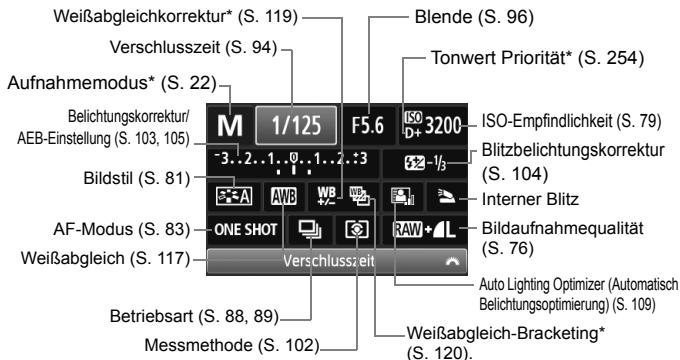 Weißabgleichkorrektur* (S. 119)
Blende (S. 96)
Verschlusszeit (S. 94)
Tonwert Priorität* (S. 254)
Aufnahmemodus* (S. 22)
Belichtungskorrektur/
AEB-Einstellung (S. 103, 105)
M 1/125 F5.6 ISO D+ 3200
ISO-Empfindlichkeit (S. 79)
-3..2..1..0..1..2.+3 -1/3
Blitzbelichtungskorrektur
(S. 104)
Bildstil (S. 81)
A AWB WB +/- WB
Interner Blitz
AF-Modus (S. 83)
ONE SHOT RAW+L
Bildaufnahmequalität
(S. 76)
Weißabgleich (S. 117)
Verschlusszeit
Auto Lighting Optimizer (Automatisch
Belichtungsoptimierung) (S. 109)
Betriebsart (S. 88, 89)
Messmethode (S. 102)
Weißabgleich-Bracketing*
(S. 120).